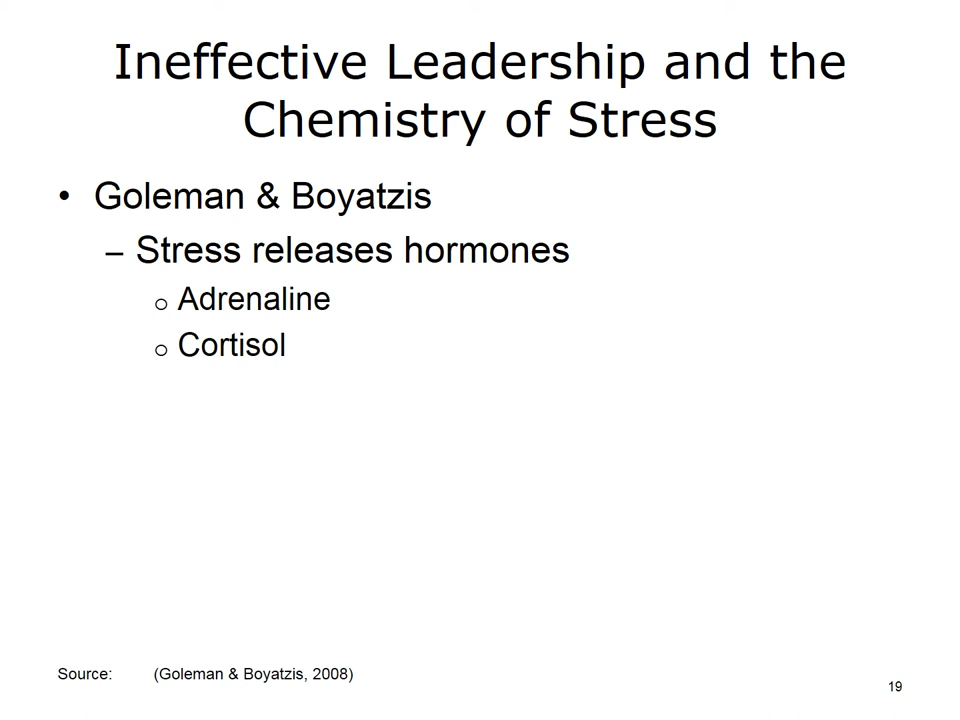 Ineffective Leadership and the
Chemistry of Stress
• Goleman & Boyatzis
– Stress releases hormones
o Adrenaline
o Cortisol
Source: (Goleman & Boyatzis, 2008)
19